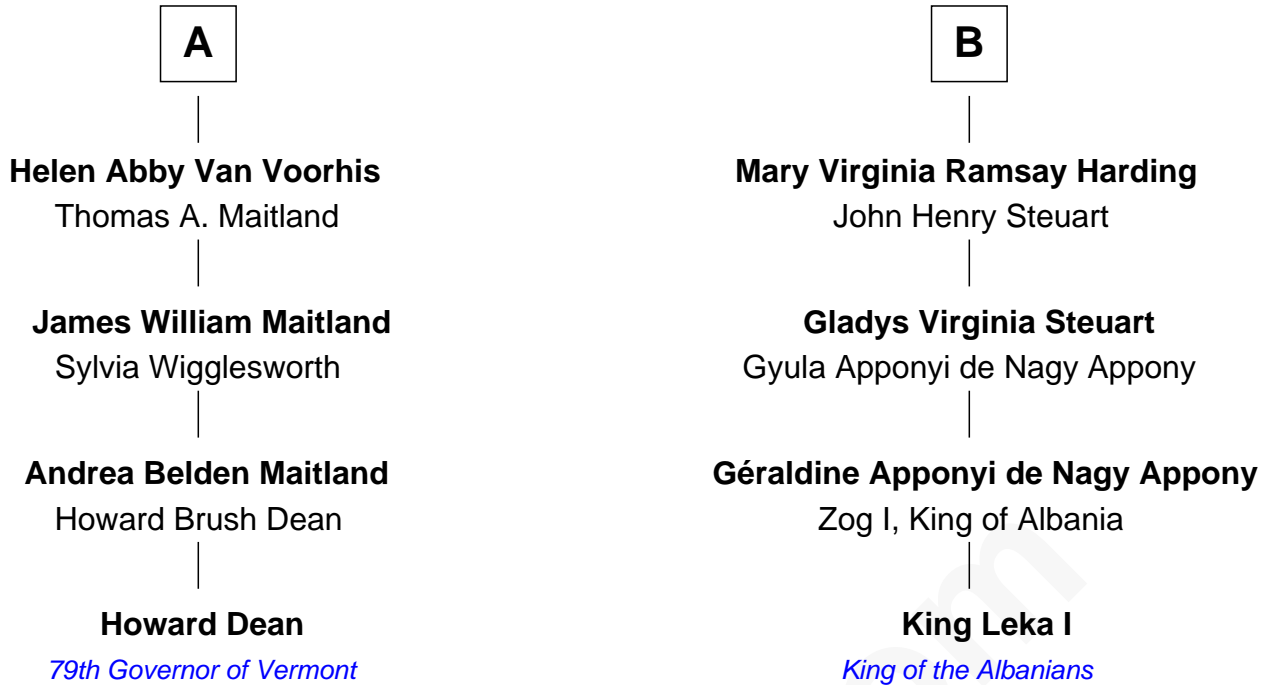 A
Helen Abby Van Voorhis
Thomas A. Maitland
James William Maitland
Sylvia Wigglesworth
Andrea Belden Maitland
Howard Brush Dean
Howard Dean
79th Governor of Vermont
B
Mary Virginia Ramsay Harding
John Henry Steuart
Gladys Virginia Steuart
Gyula Apponyi de Nagy Appony
Géraldine Apponyi de Nagy Appony
Zog I, King of Albania
King Leka I
King of the Albanians